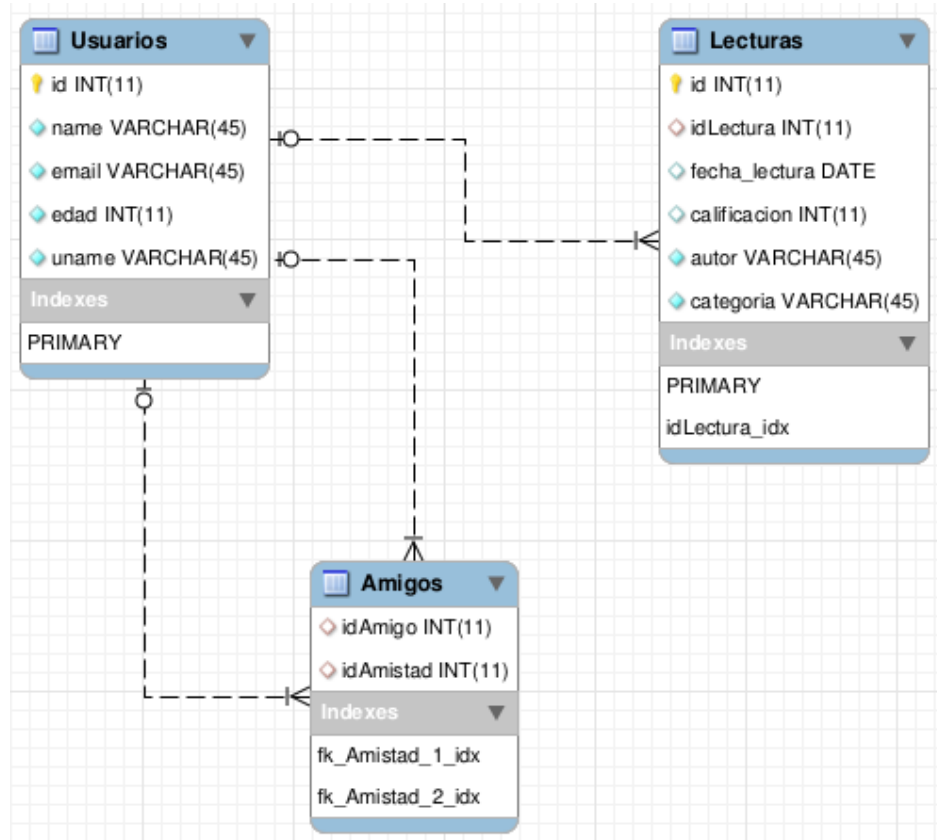 Usuarios
id INT(11)
name VARCHAR(45)
email VARCHAR(45)
edad INT(11)
uname VARCHAR(45)
Indexes
PRIMARY
Lecturas
id INT(11)
idLectura INT(11)
fecha_lectura DATE
calificacion INT(11)
autor VARCHAR(45)
categoria VARCHAR(45)
Indexes
PRIMARY
idLectura_idx
Amigos
idAmigo INT(11)
idAmistad INT(11)
Indexes
fk_Amistad_1_idx
fk_Amistad_2_idx